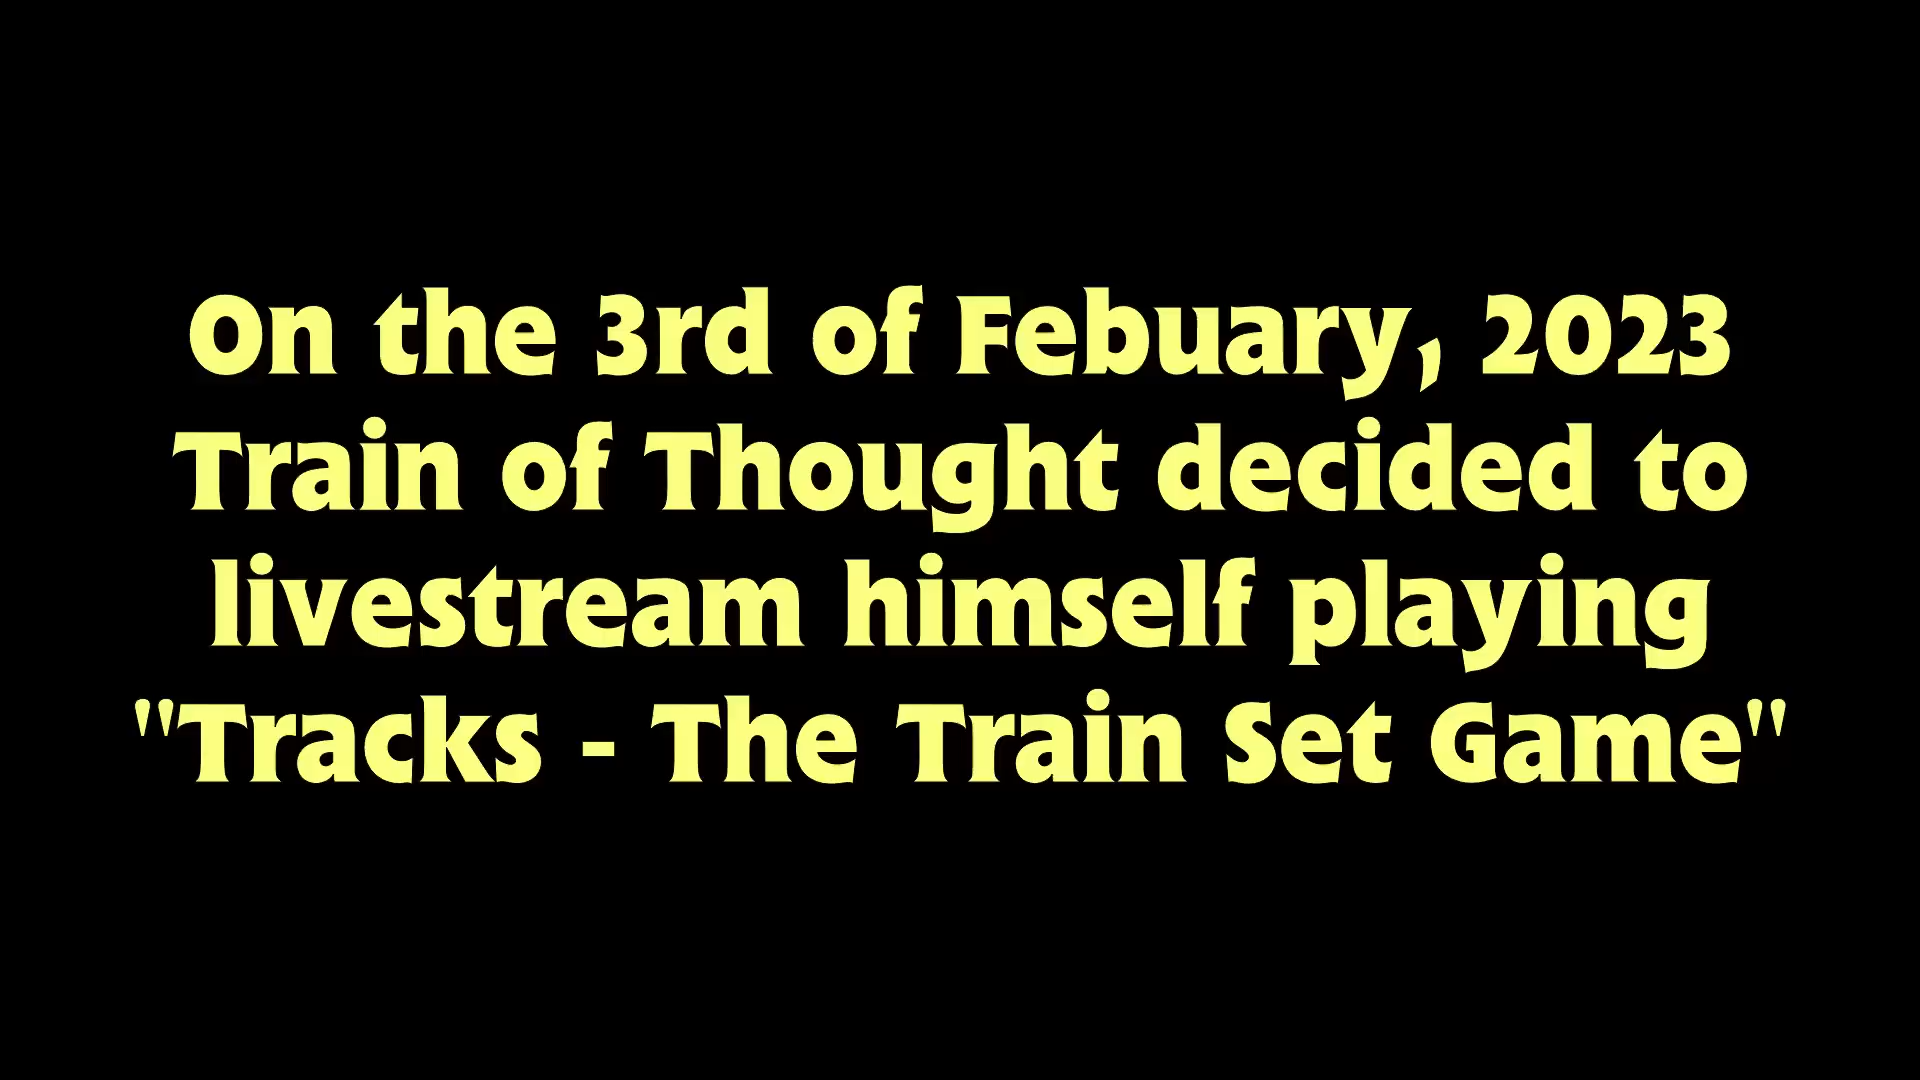 On the 3rd of Febuary, 2023
Train of Thought decided to
livestream himself playing
"Tracks - The Train Set Game"